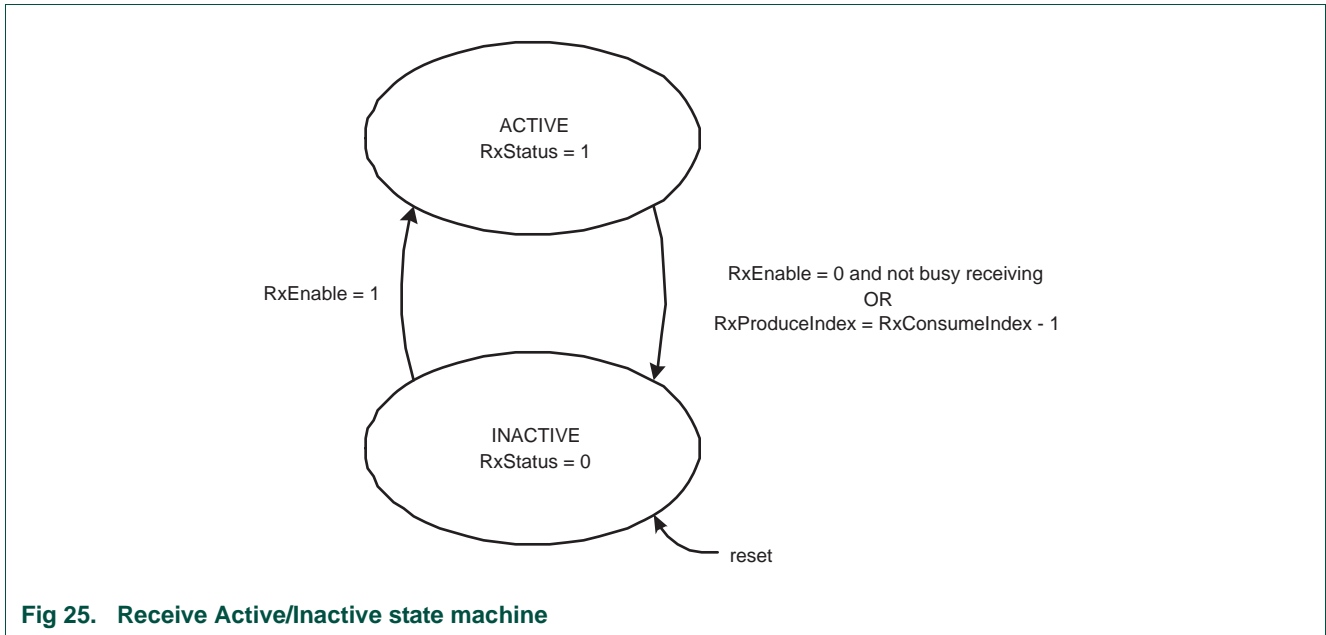 ACTIVE
RxStatus = 1
RxEnable = 1
RxEnable = 0 and not busy receiving
OR
RxProduceIndex = RxConsumeIndex - 1
INACTIVE
RxStatus = 0
reset
Fig 25. Receive Active/Inactive state machine